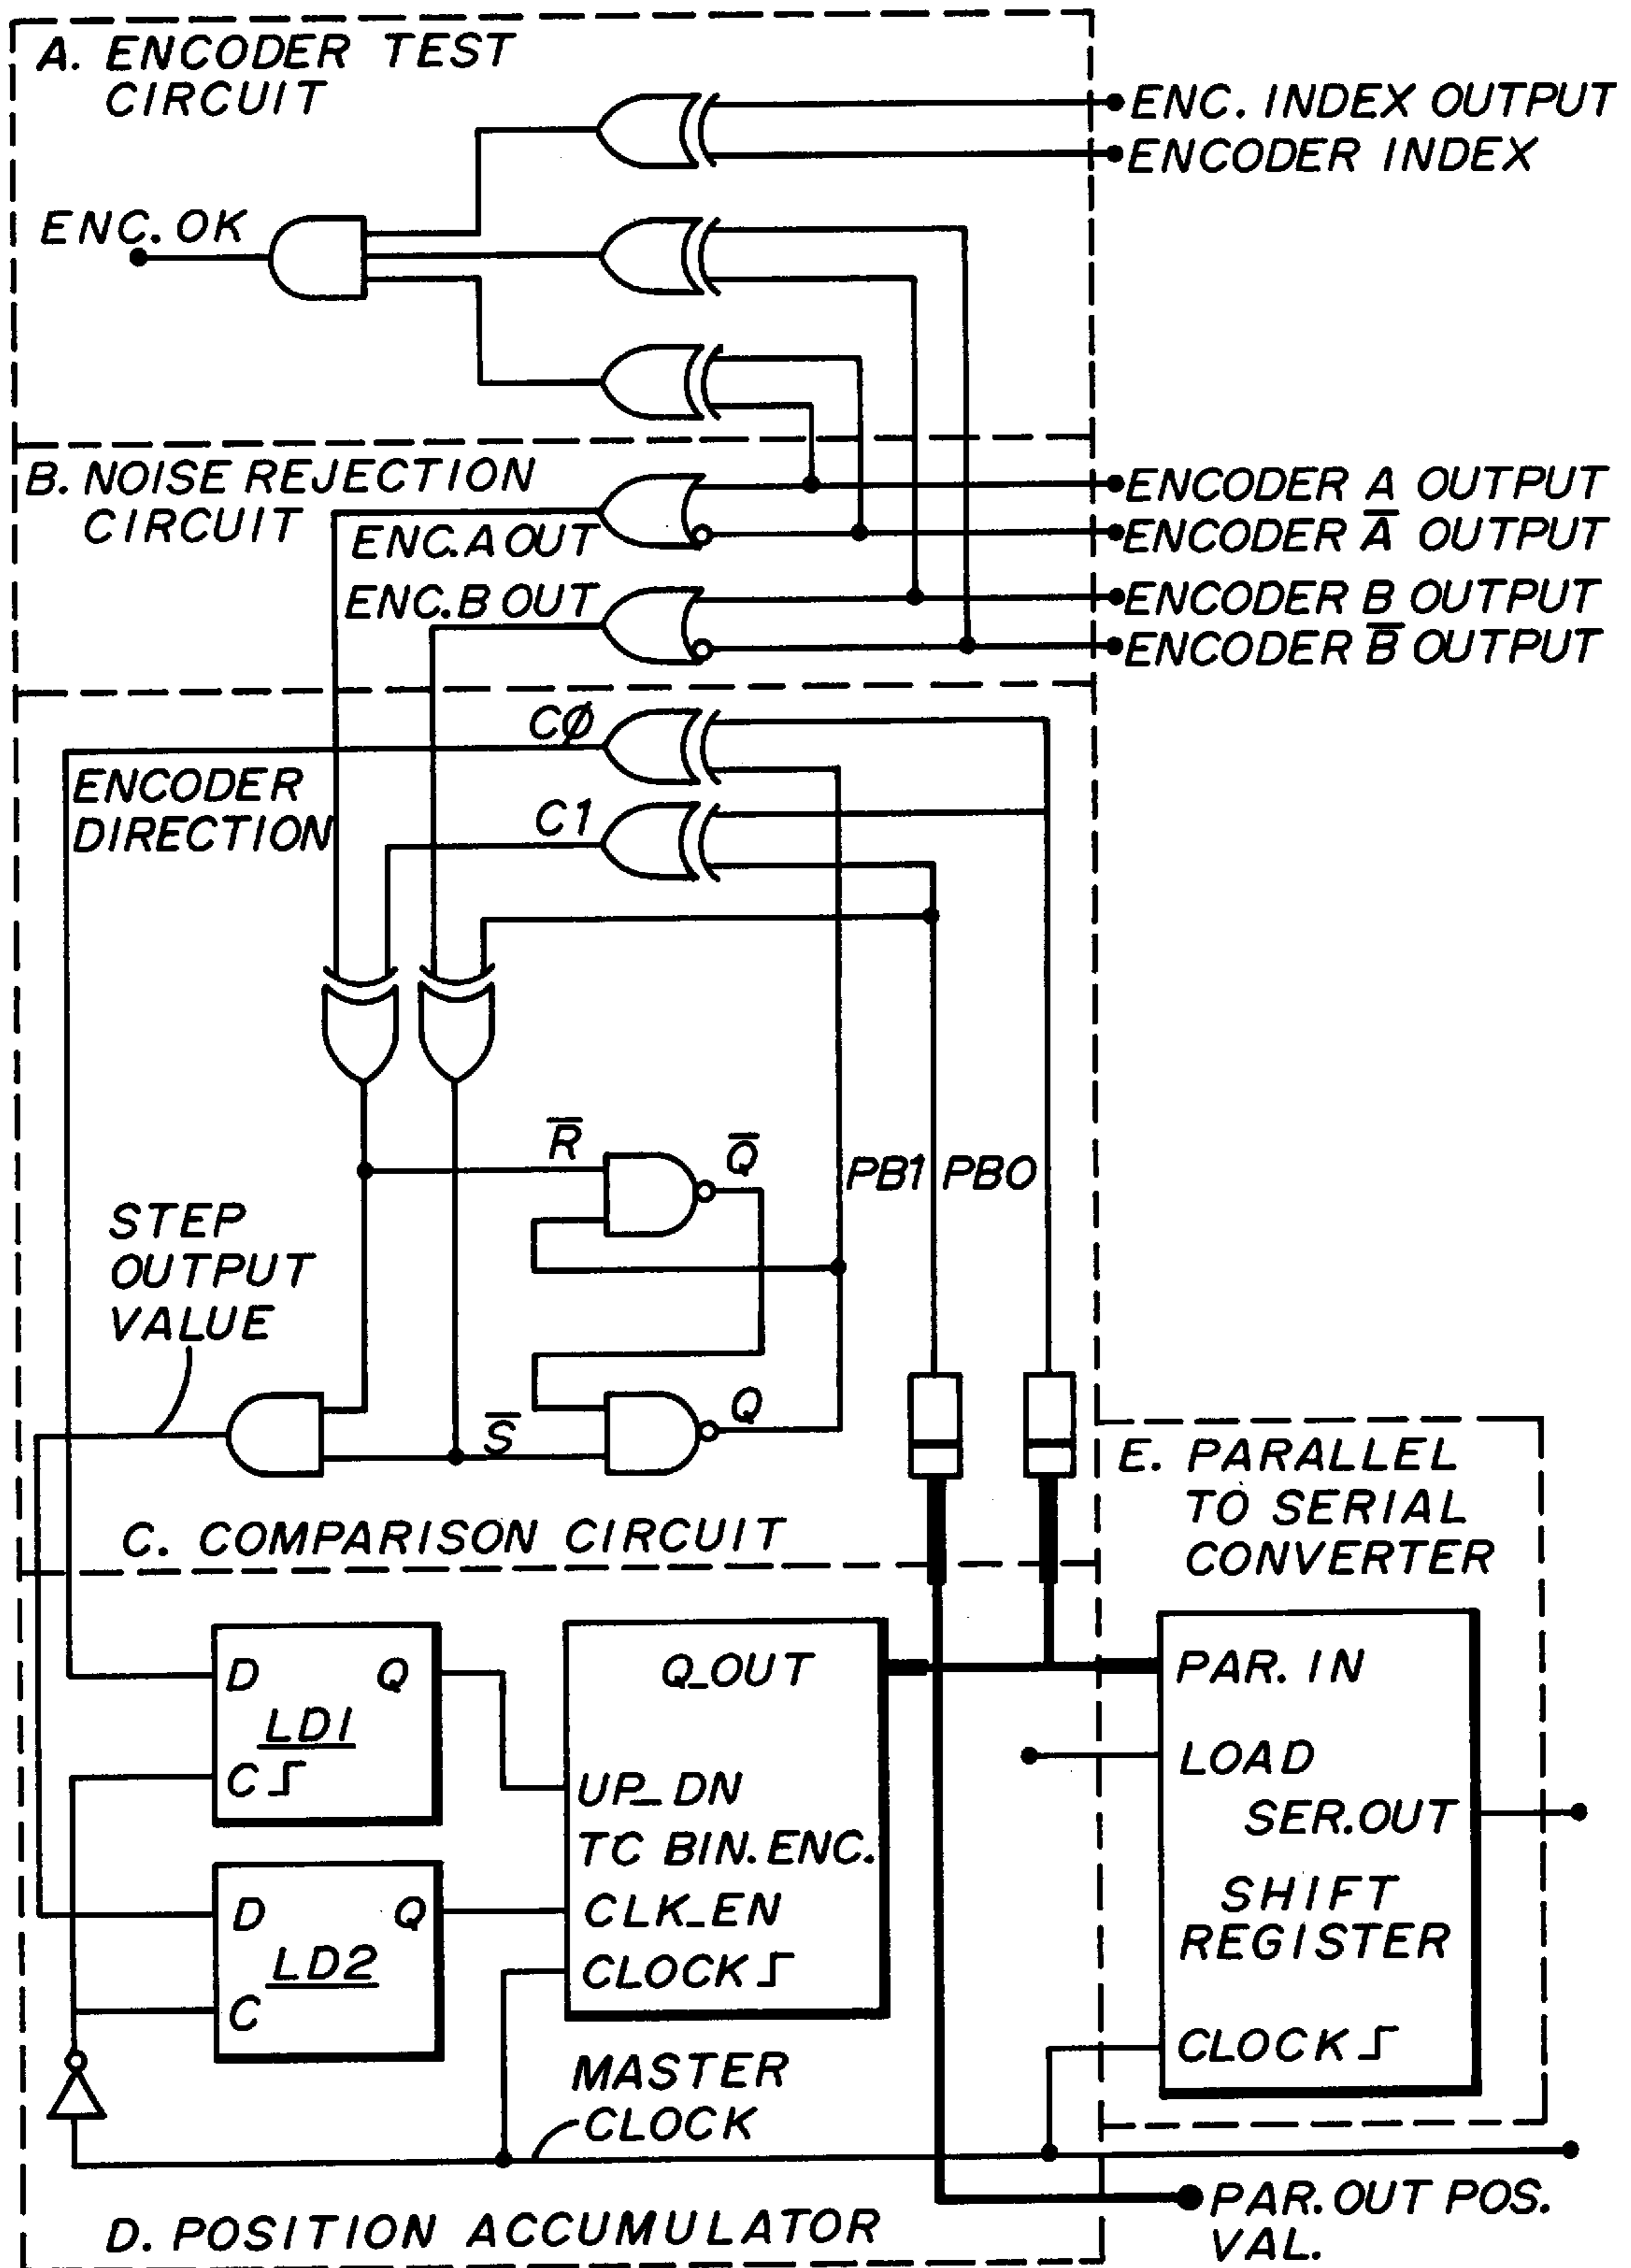 A. ENCODER TEST
CIRCUIT
ENC. INDEX OUTPUT
ENCODER INDEX
ENC. OK
B. NOISE REJECTION
CIRCUIT
ENCODER A OUTPUT
ENCODER A̅ OUTPUT
ENC. A OUT
ENC. B OUT
ENCODER B OUTPUT
ENCODER B̅ OUTPUT
CØ
ENCODER
DIRECTION
C1
R̅
Q̅
PB1 PB0
STEP
OUTPUT
VALUE
Q
S̅
C. COMPARISON CIRCUIT
E. PARALLEL
TO SERIAL
CONVERTER
D Q
LD1
C
D Q
LD2
C
Q_OUT
UP_DN
TC BIN. ENC.
CLK_EN
CLOCK
PAR. IN
LOAD
SER. OUT
SHIFT
REGISTER
CLOCK
MASTER
CLOCK
PAR. OUT POS.
VAL.
D. POSITION ACCUMULATOR